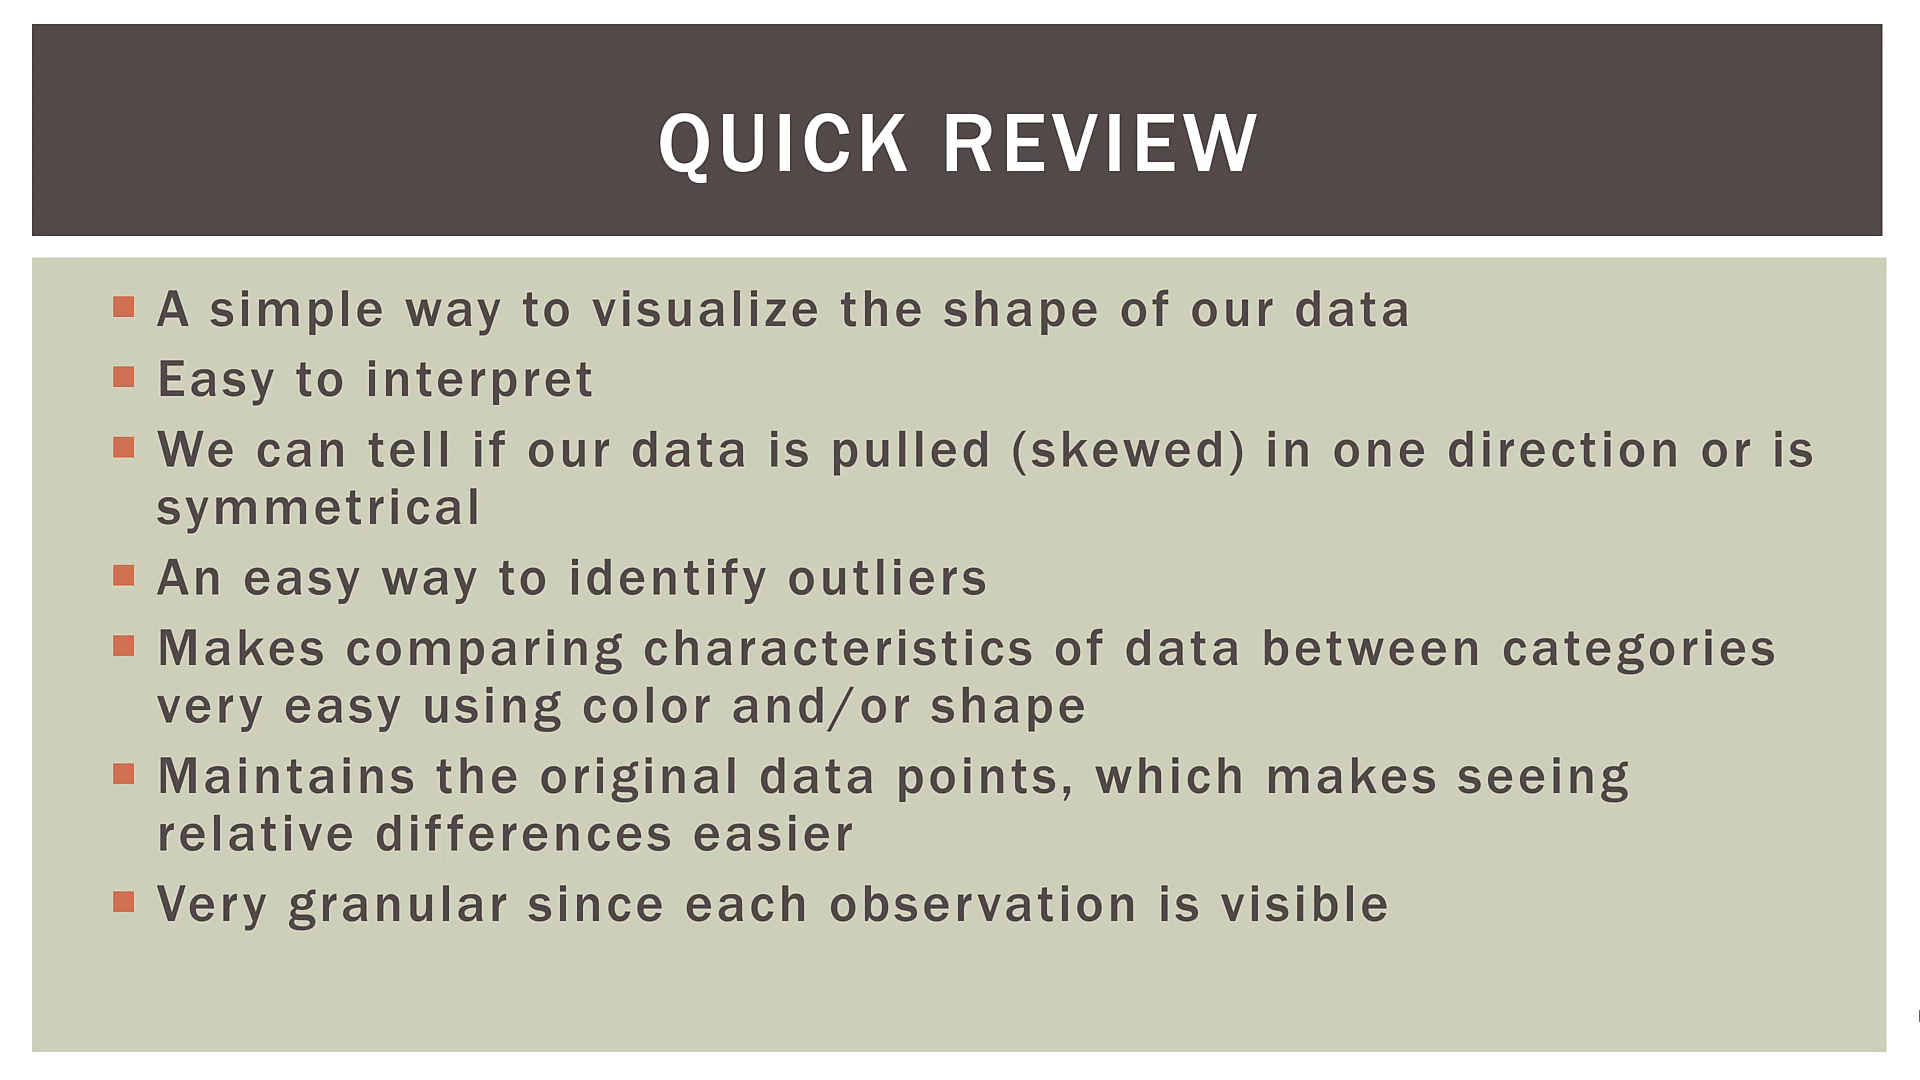 QUICK REVIEW
A simple way to visualize the shape of our data
Easy to interpret
We can tell if our data is pulled (skewed) in one direction or is
symmetrical
An easy way to identify outliers
Makes comparing characteristics of data between categories
very easy using color and/or shape
Maintains the original data points, which makes seeing
relative differences easier
Very granular since each observation is visible